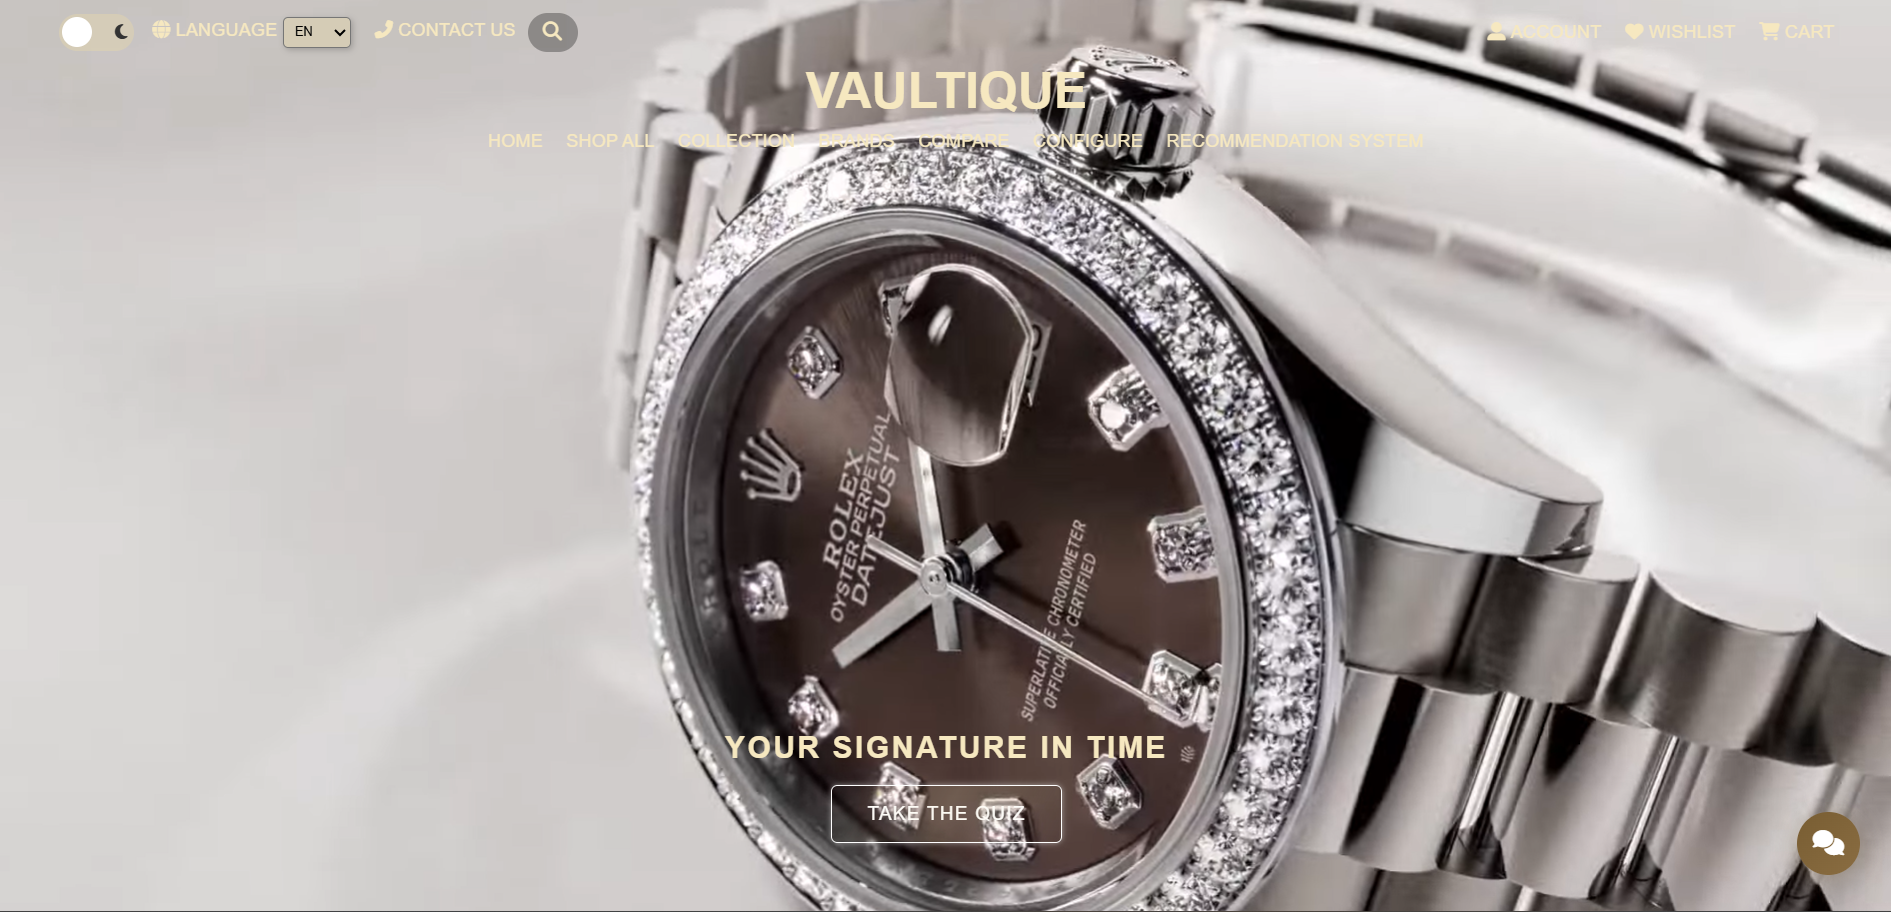 LANGUAGE EN CONTACT US
ACCOUNT WISHLIST CART
VAULTIQUE
HOME SHOP ALL COLLECTION BRANDS COMPARE CONFIGURE RECOMMENDATION SYSTEM
ROLEX
OYSTER PERPETUAL
DATEJUST
SUPERLATIVE CHRONOMETER
OFFICIALLY CERTIFIED
YOUR SIGNATURE IN TIME
TAKE THE QUIZ